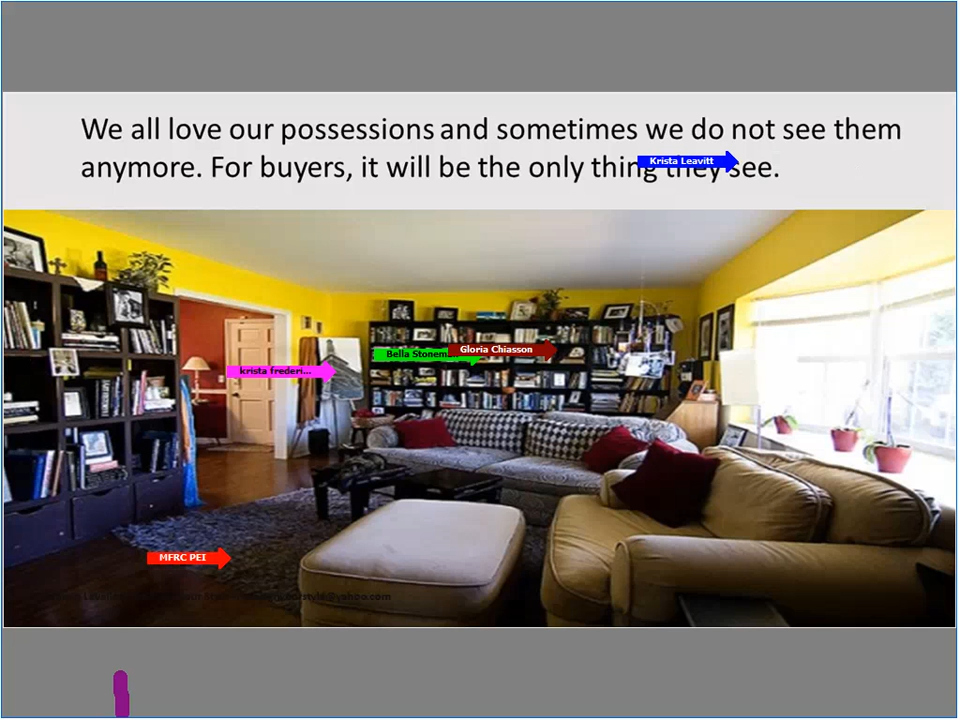 We all love our possessions and sometimes we do not see them
anymore. For buyers, it will be the only thing they see.
Krista Leavitt
Gloria Chiasson
Bella Stoneman
krista frederi...
MFRC PEI